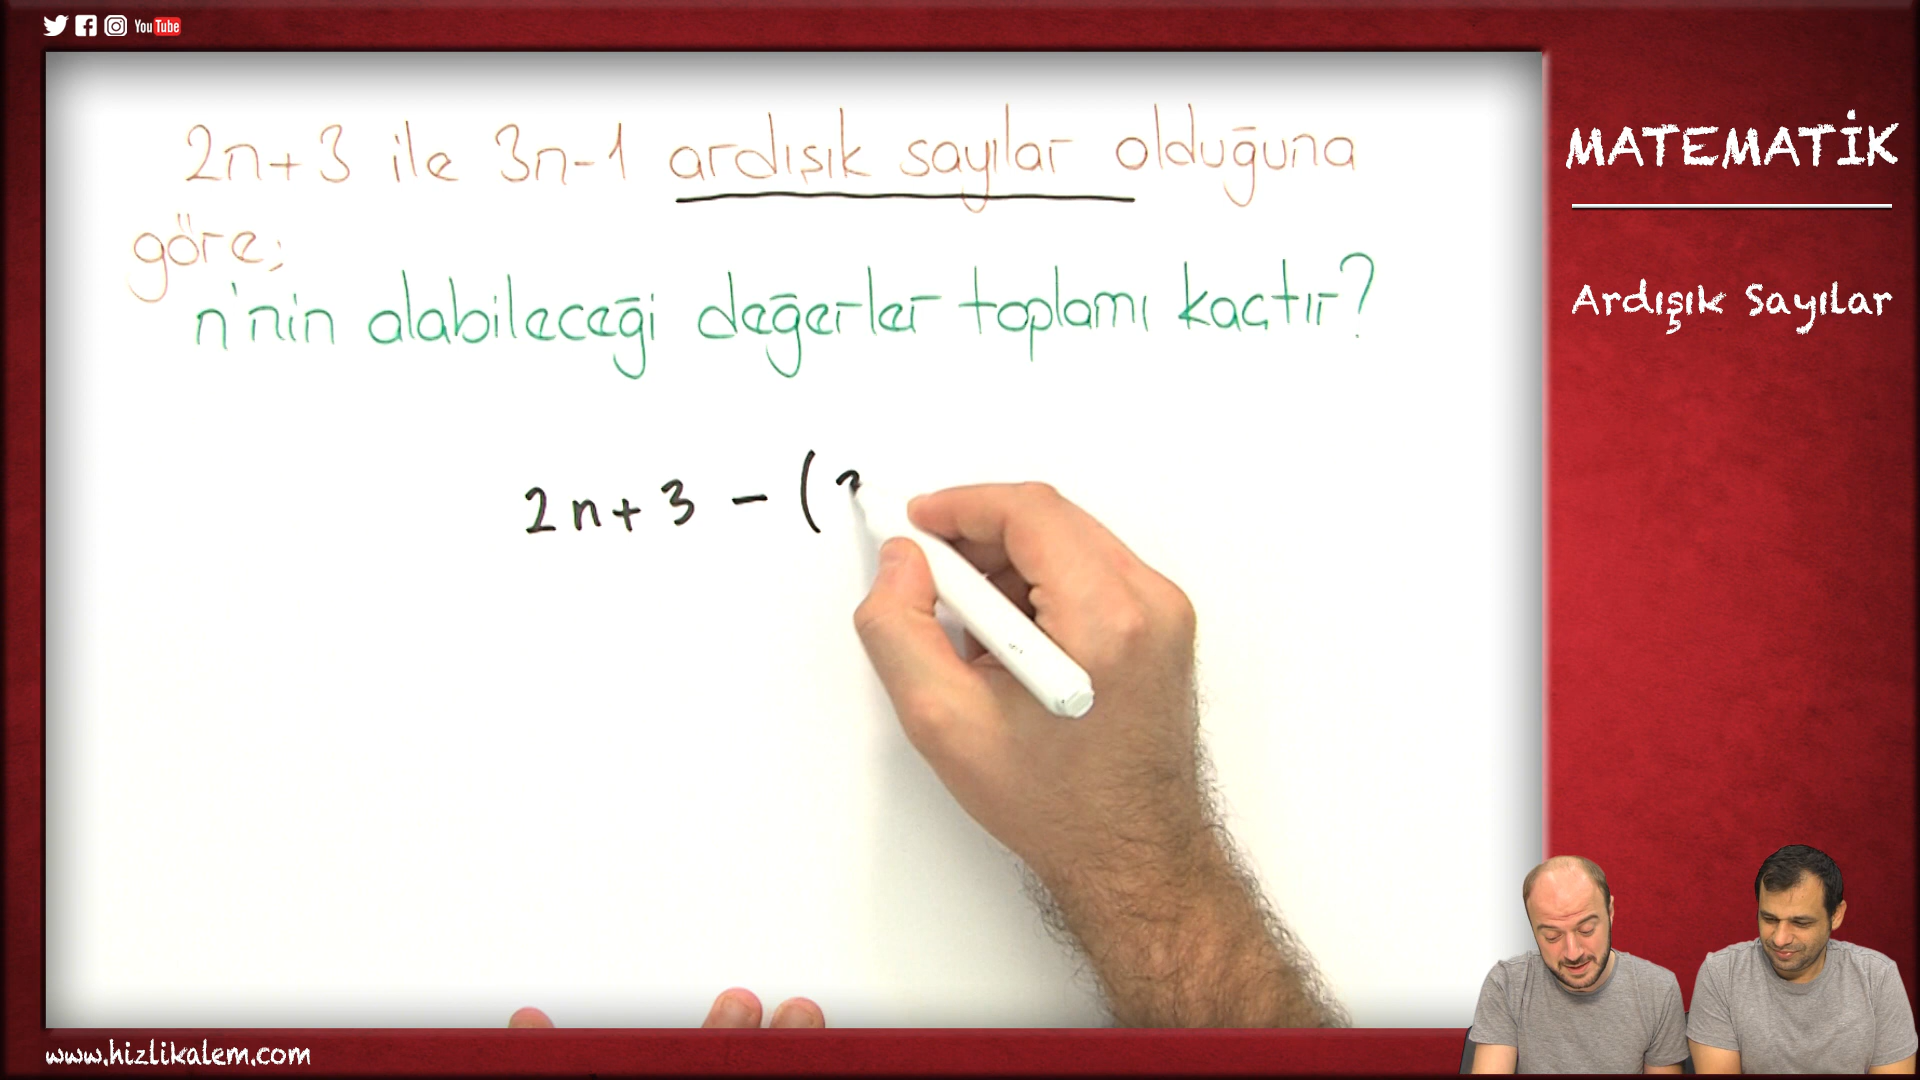 You Tube
2n+3 ile 3n-1 ardışık sayılar olduğuna
göre;
n'nin alabileceği değerler toplamı kaçtır?
2n+3 - (
MATEMATİK
Ardışık Sayılar
www.hizlikalem.com